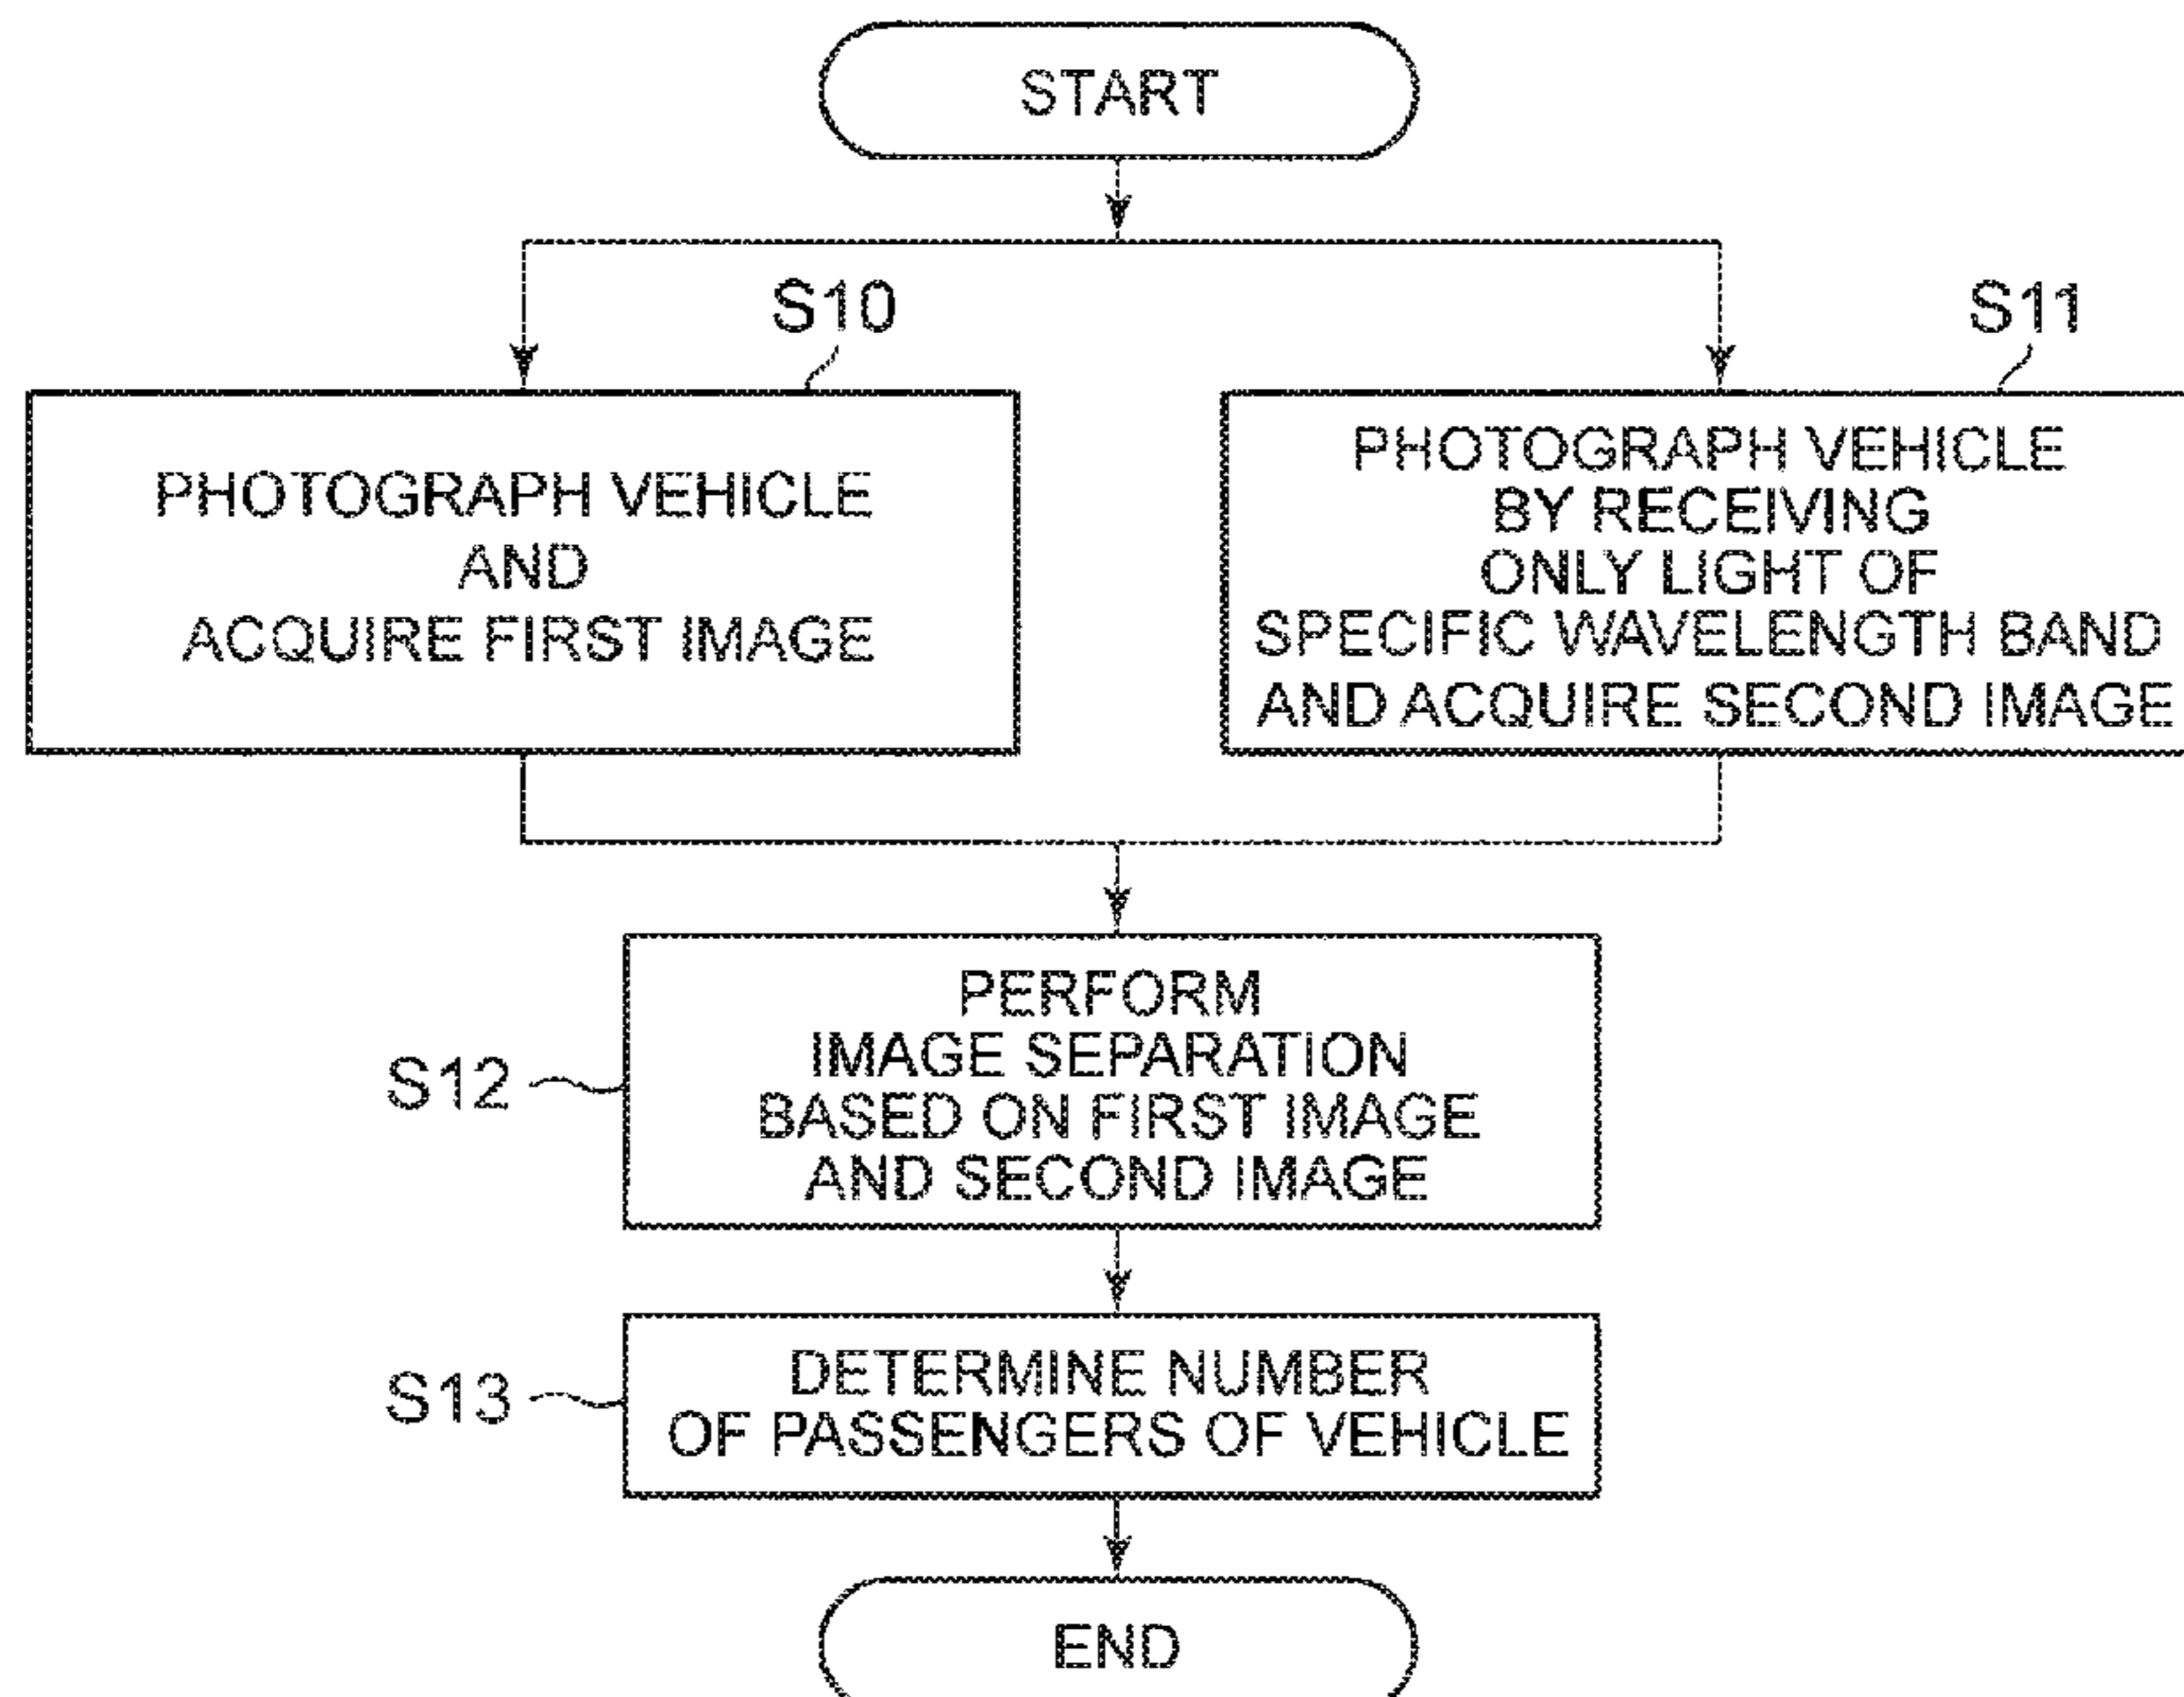 START
S10
PHOTOGRAPH VEHICLE
AND
ACQUIRE FIRST IMAGE
S11
PHOTOGRAPH VEHICLE
BY RECEIVING
ONLY LIGHT OF
SPECIFIC WAVELENGTH BAND
AND ACQUIRE SECOND IMAGE
S12
PERFORM
IMAGE SEPARATION
BASED ON FIRST IMAGE
AND SECOND IMAGE
S13
DETERMINE NUMBER
OF PASSENGERS OF VEHICLE
END